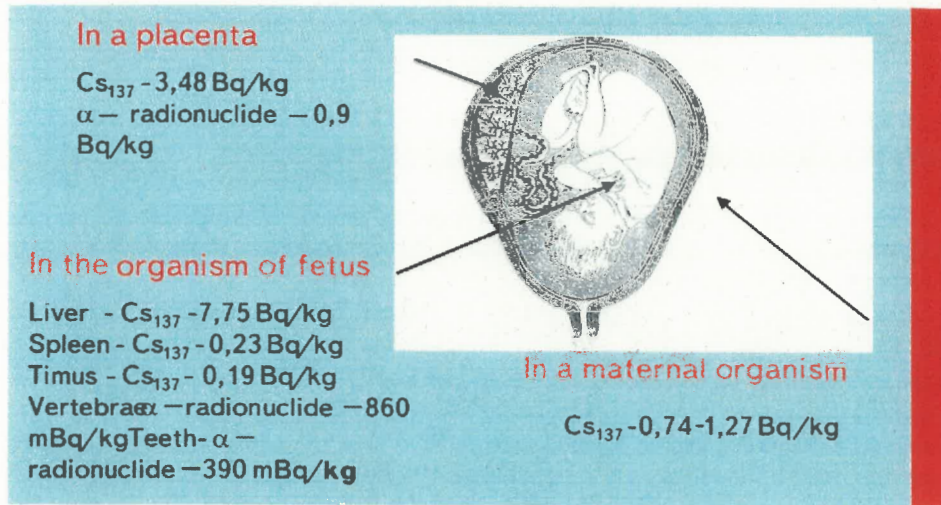 In a placenta
Cs137 - 3,48 Bq/kg
α — radionuclide — 0,9
Bq/kg
In the organism of fetus
Liver - Cs137 - 7,75 Bq/kg
Spleen - Cs137 - 0,23 Bq/kg
Timus - Cs137 - 0,19 Bq/kg
Vertebraeα — radionuclide — 860
mBq/kgTeeth- α —
radionuclide — 390 mBq/kg
In a maternal organism
Cs137 - 0,74 - 1,27 Bq/kg